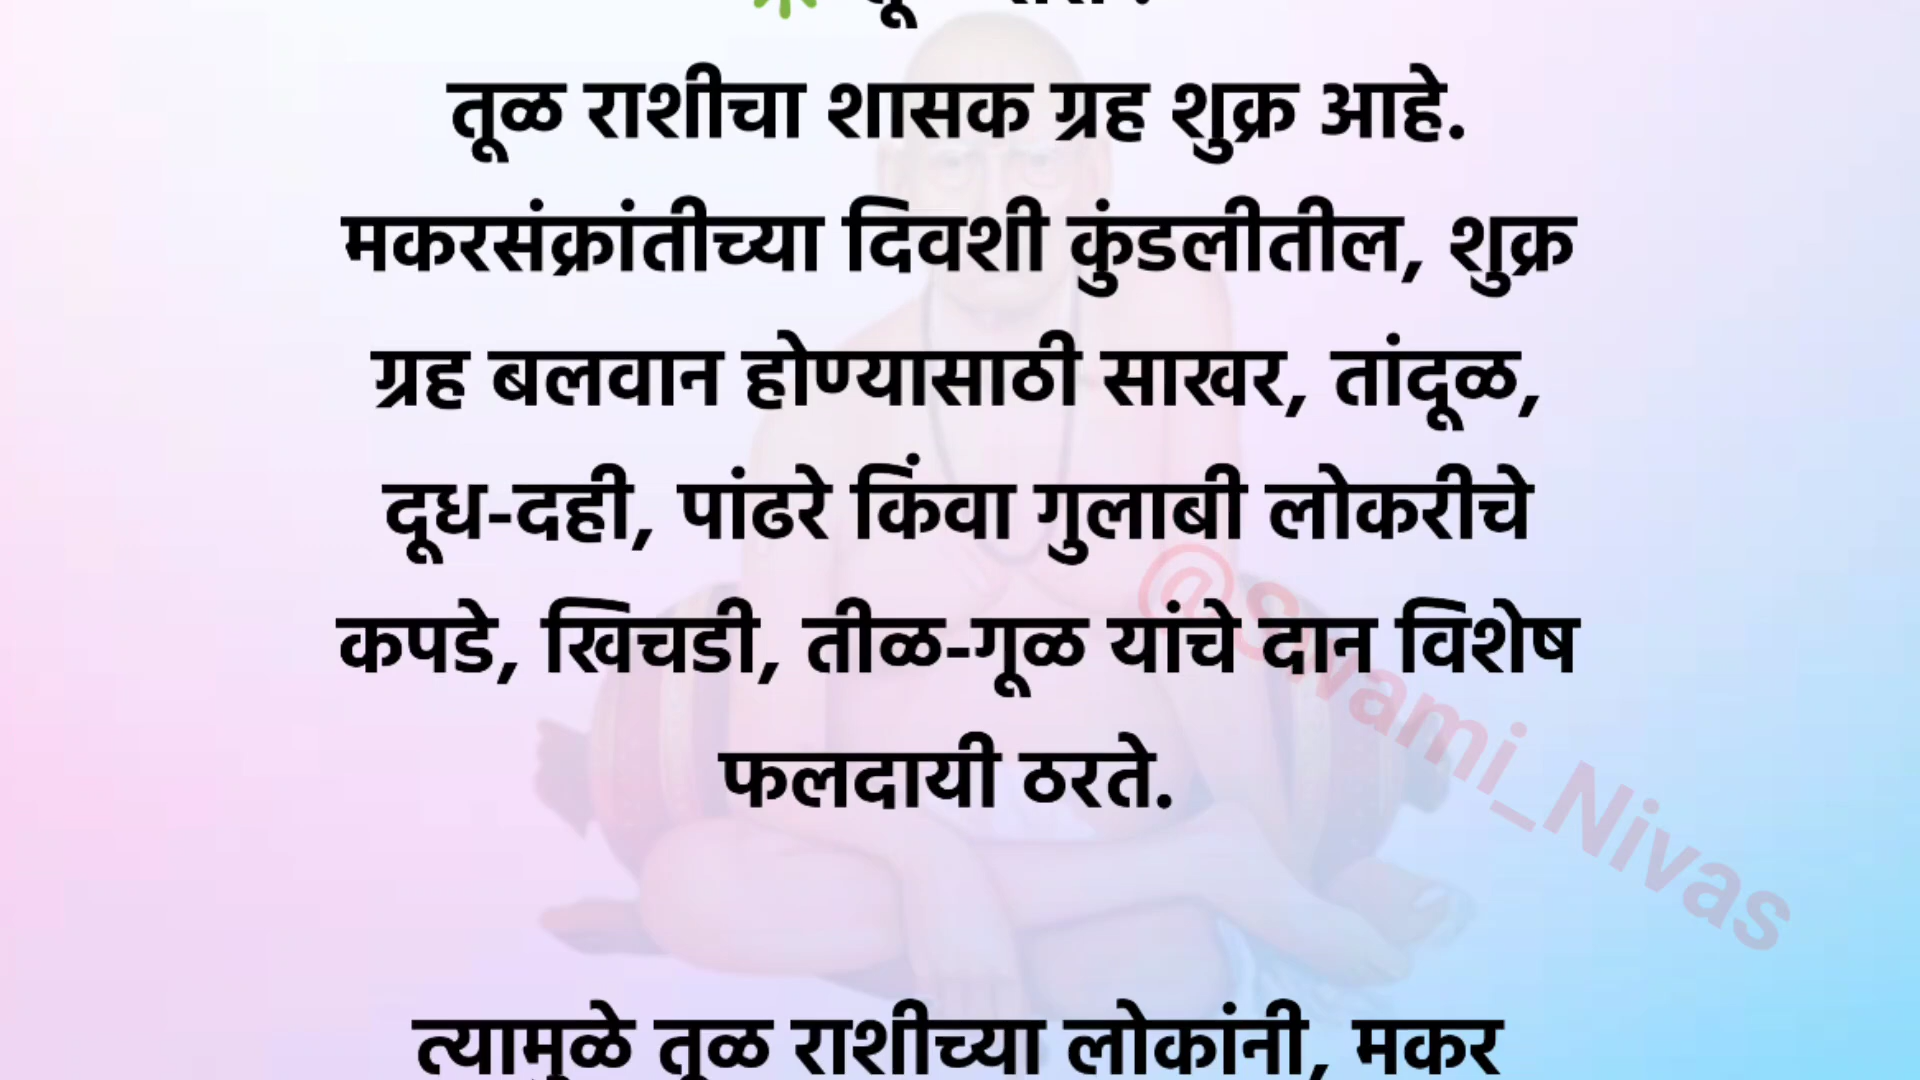 तूळ राशीचा शासक ग्रह शुक्र आहे.
मकरसंक्रांतीच्या दिवशी कुंडलीतील, शुक्र
ग्रह बलवान होण्यासाठी साखर, तांदूळ,
दूध-दही, पांढरे किंवा गुलाबी लोकरीचे
कपडे, खिचडी, तीळ-गूळ यांचे दान विशेष
फलदायी ठरते.
@Swami_Nivas
त्यामुळे तूळ राशीच्या लोकांनी, मकर